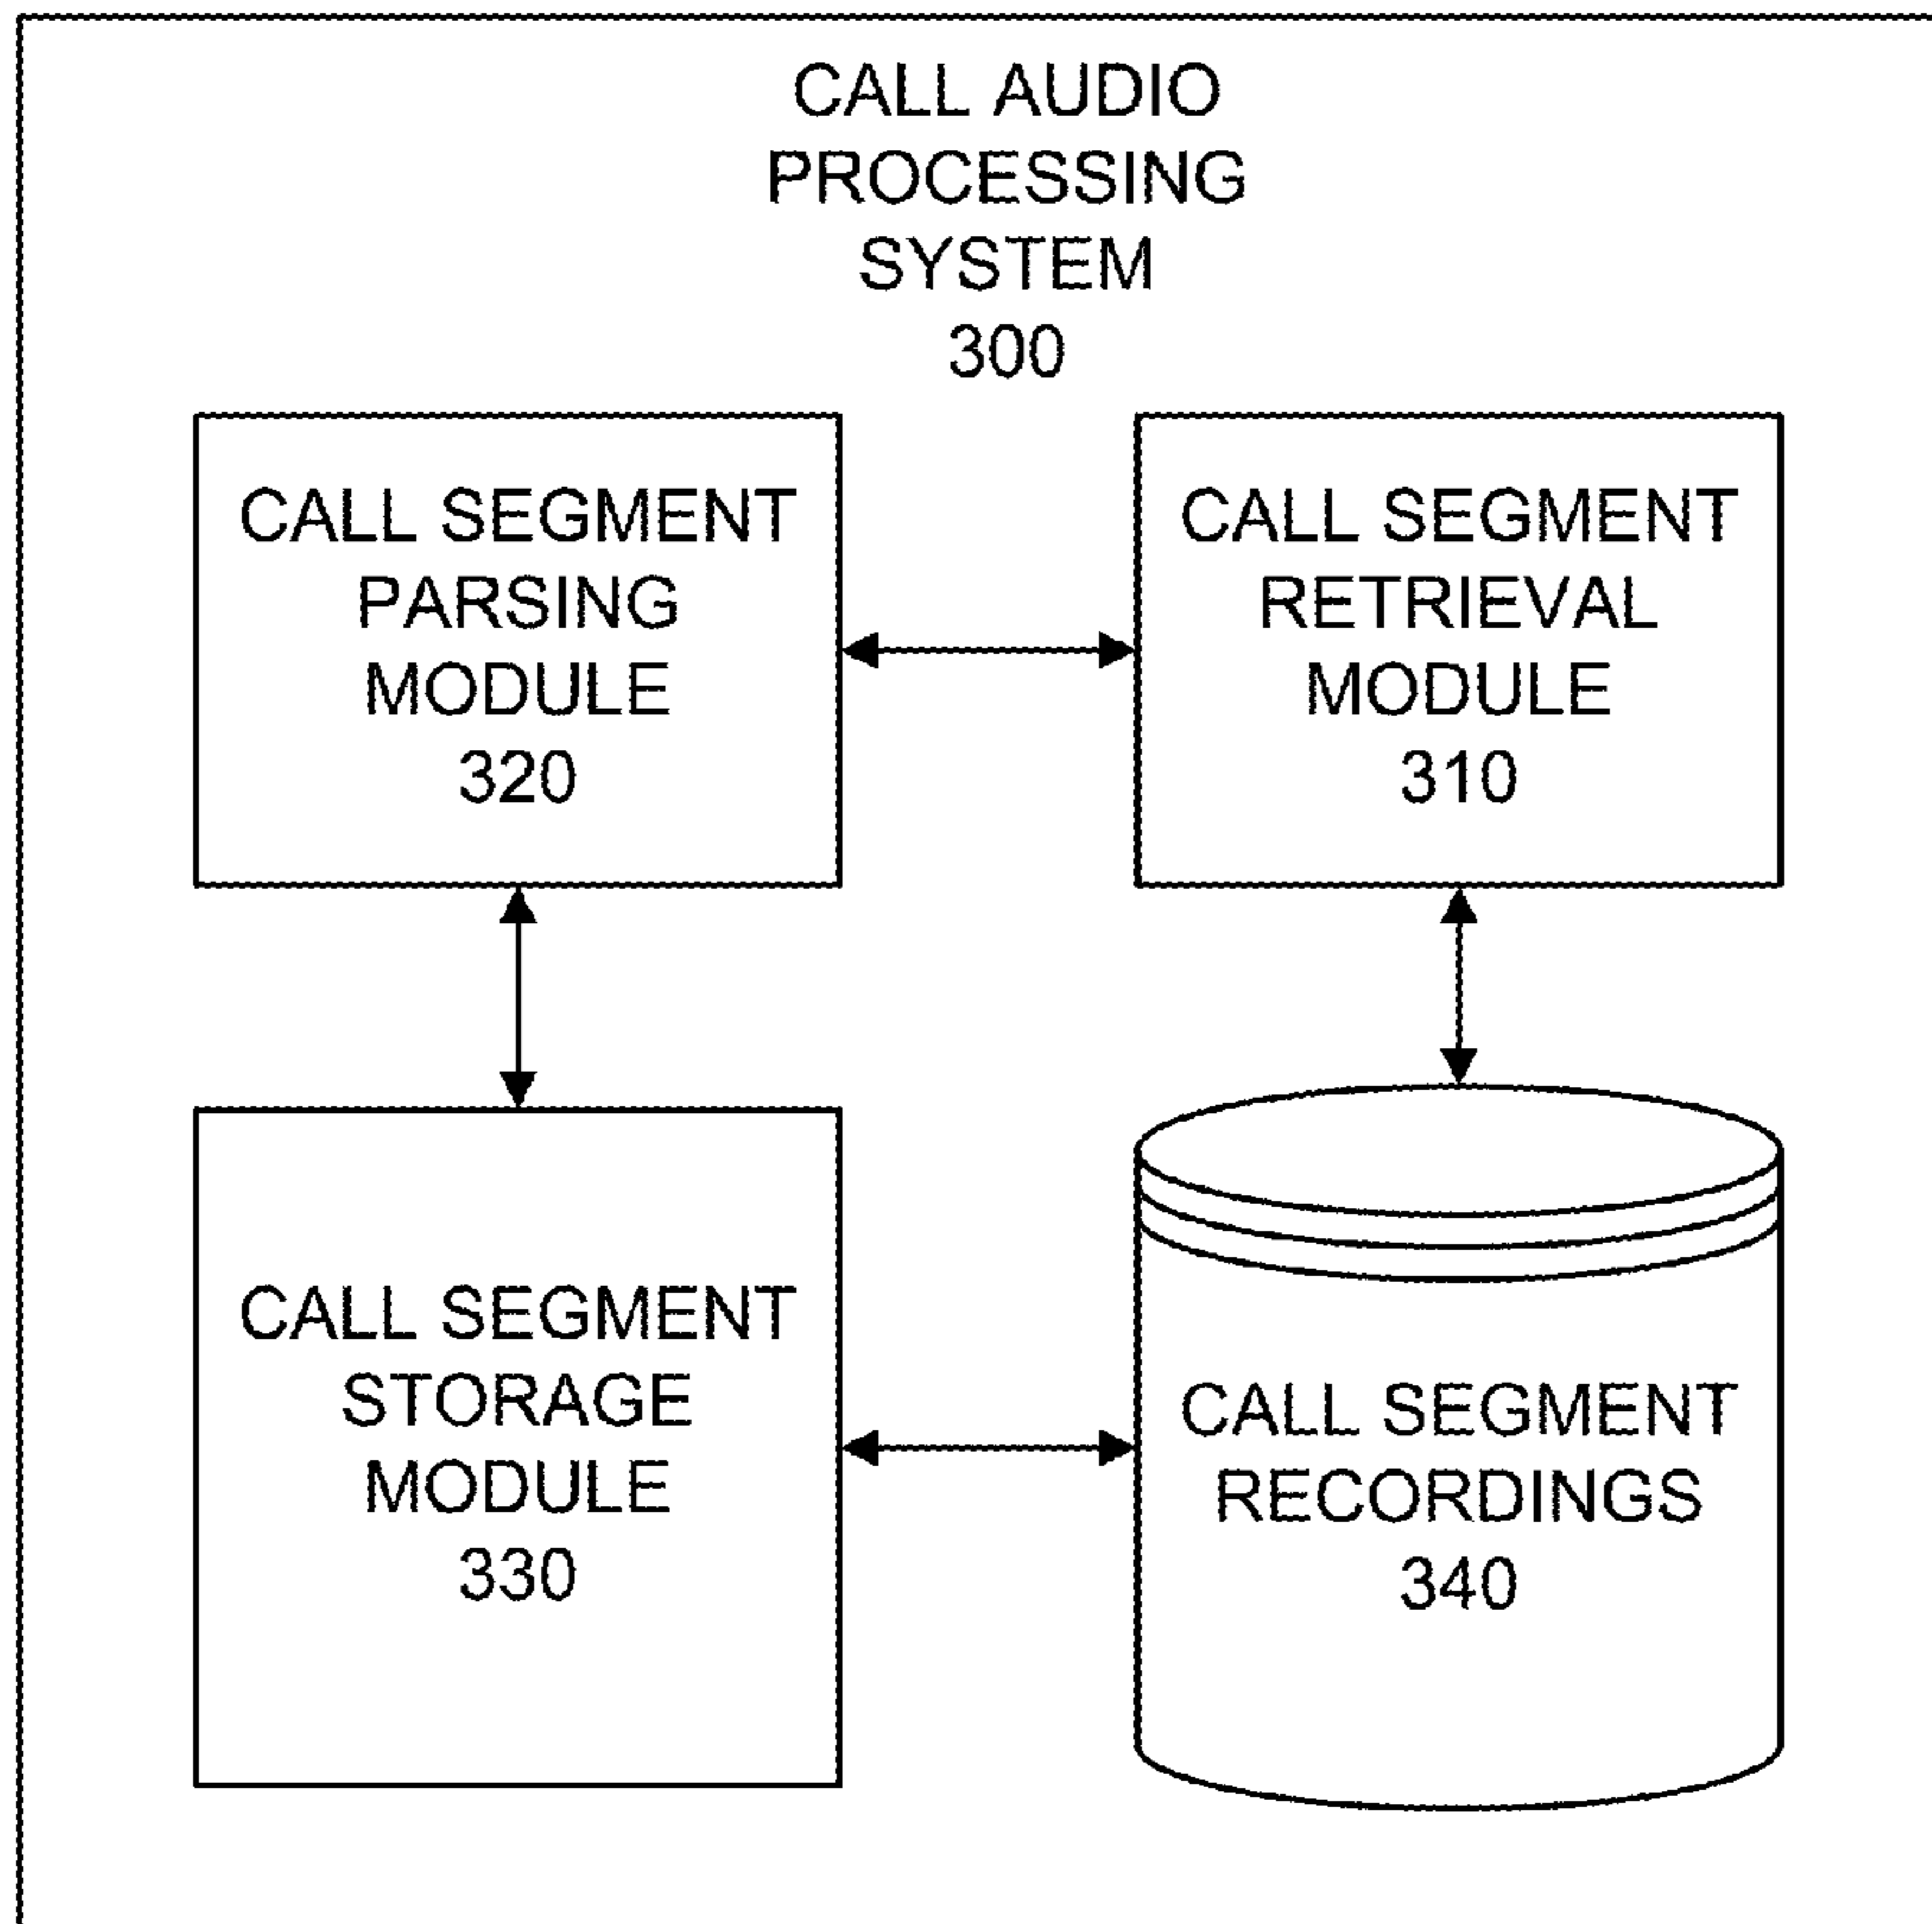 CALL AUDIO
PROCESSING
SYSTEM
300
CALL SEGMENT
PARSING
MODULE
320
CALL SEGMENT
RETRIEVAL
MODULE
310
CALL SEGMENT
STORAGE
MODULE
330
CALL SEGMENT
RECORDINGS
340